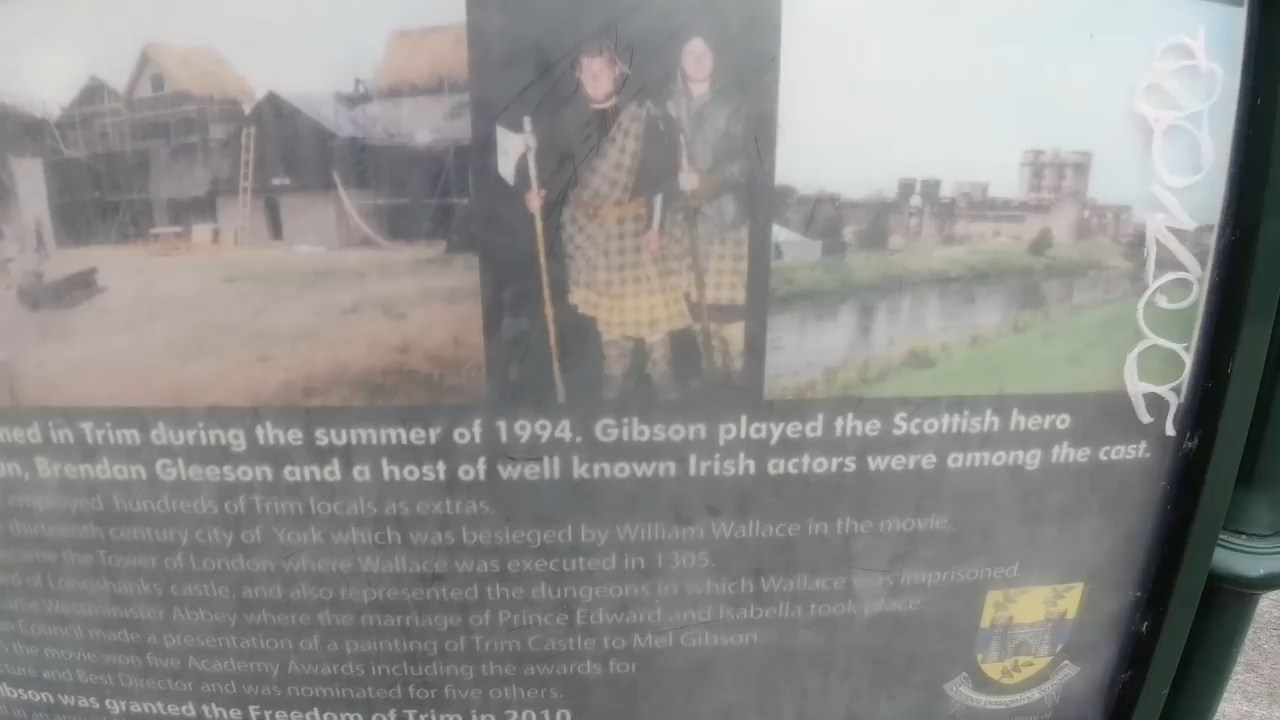 ned in Trim during the summer of 1994. Gibson played the Scottish hero
n, Brendan Gleeson and a host of well known Irish actors were among the cast.
employed hundreds of Trim locals as extras.
thirteenth century city of York which was besieged by William Wallace in the movie.
came the Tower of London where Wallace was executed in 1305.
of Longshanks' castle, and also represented the dungeons in which Wallace was imprisoned.
Westminister Abbey where the marriage of Prince Edward and Isabella took place.
Council made a presentation of a painting of Trim Castle to Mel Gibson.
the movie won five Academy Awards including the awards for
cture and Best Director and was nominated for five others.
ibson was granted the Freedom of Trim in 2010